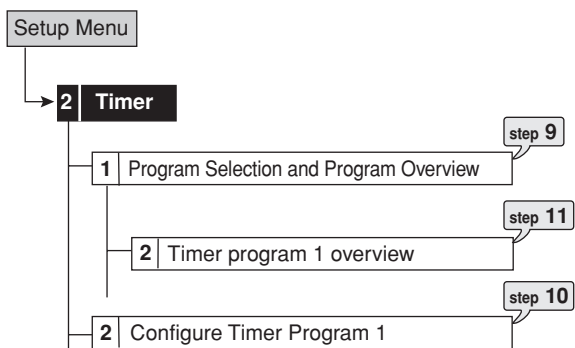 Setup Menu
2 Timer
step 9
1 Program Selection and Program Overview
step 11
2 Timer program 1 overview
step 10
2 Configure Timer Program 1